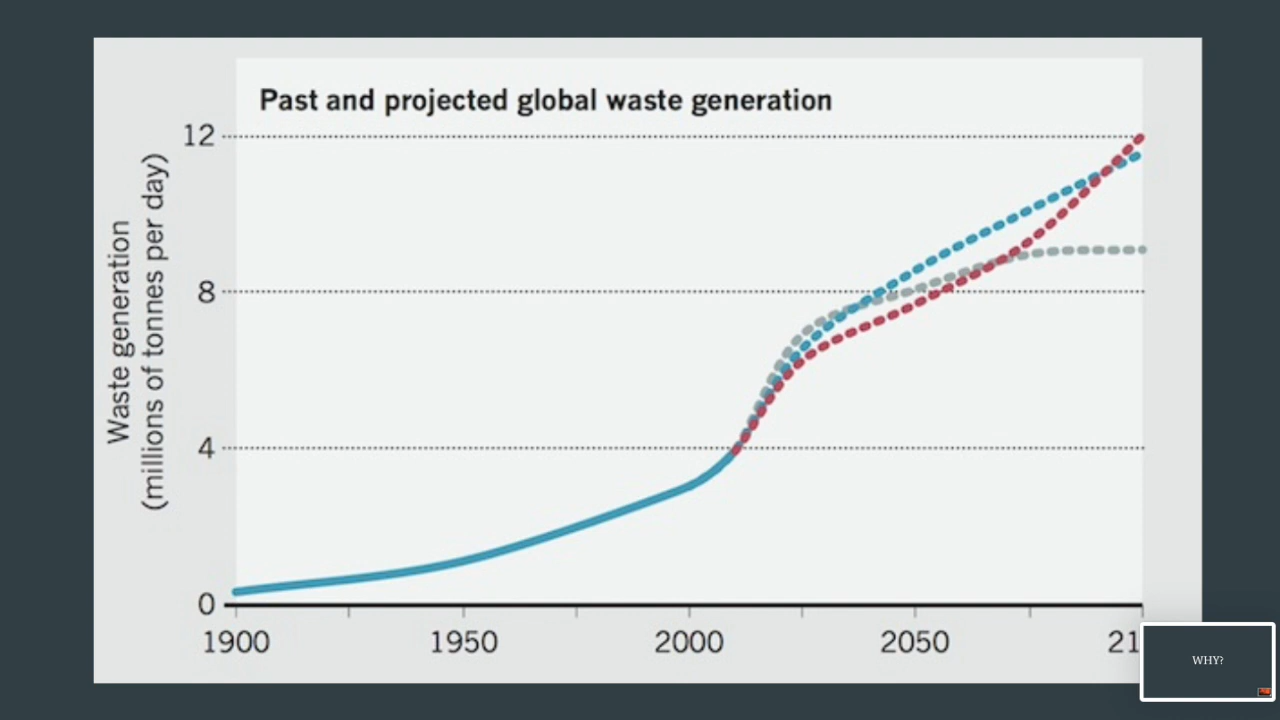 Past and projected global waste generation
12
8
4
0
Waste generation
(millions of tonnes per day)
1900 1950 2000 2050 21
WHY?